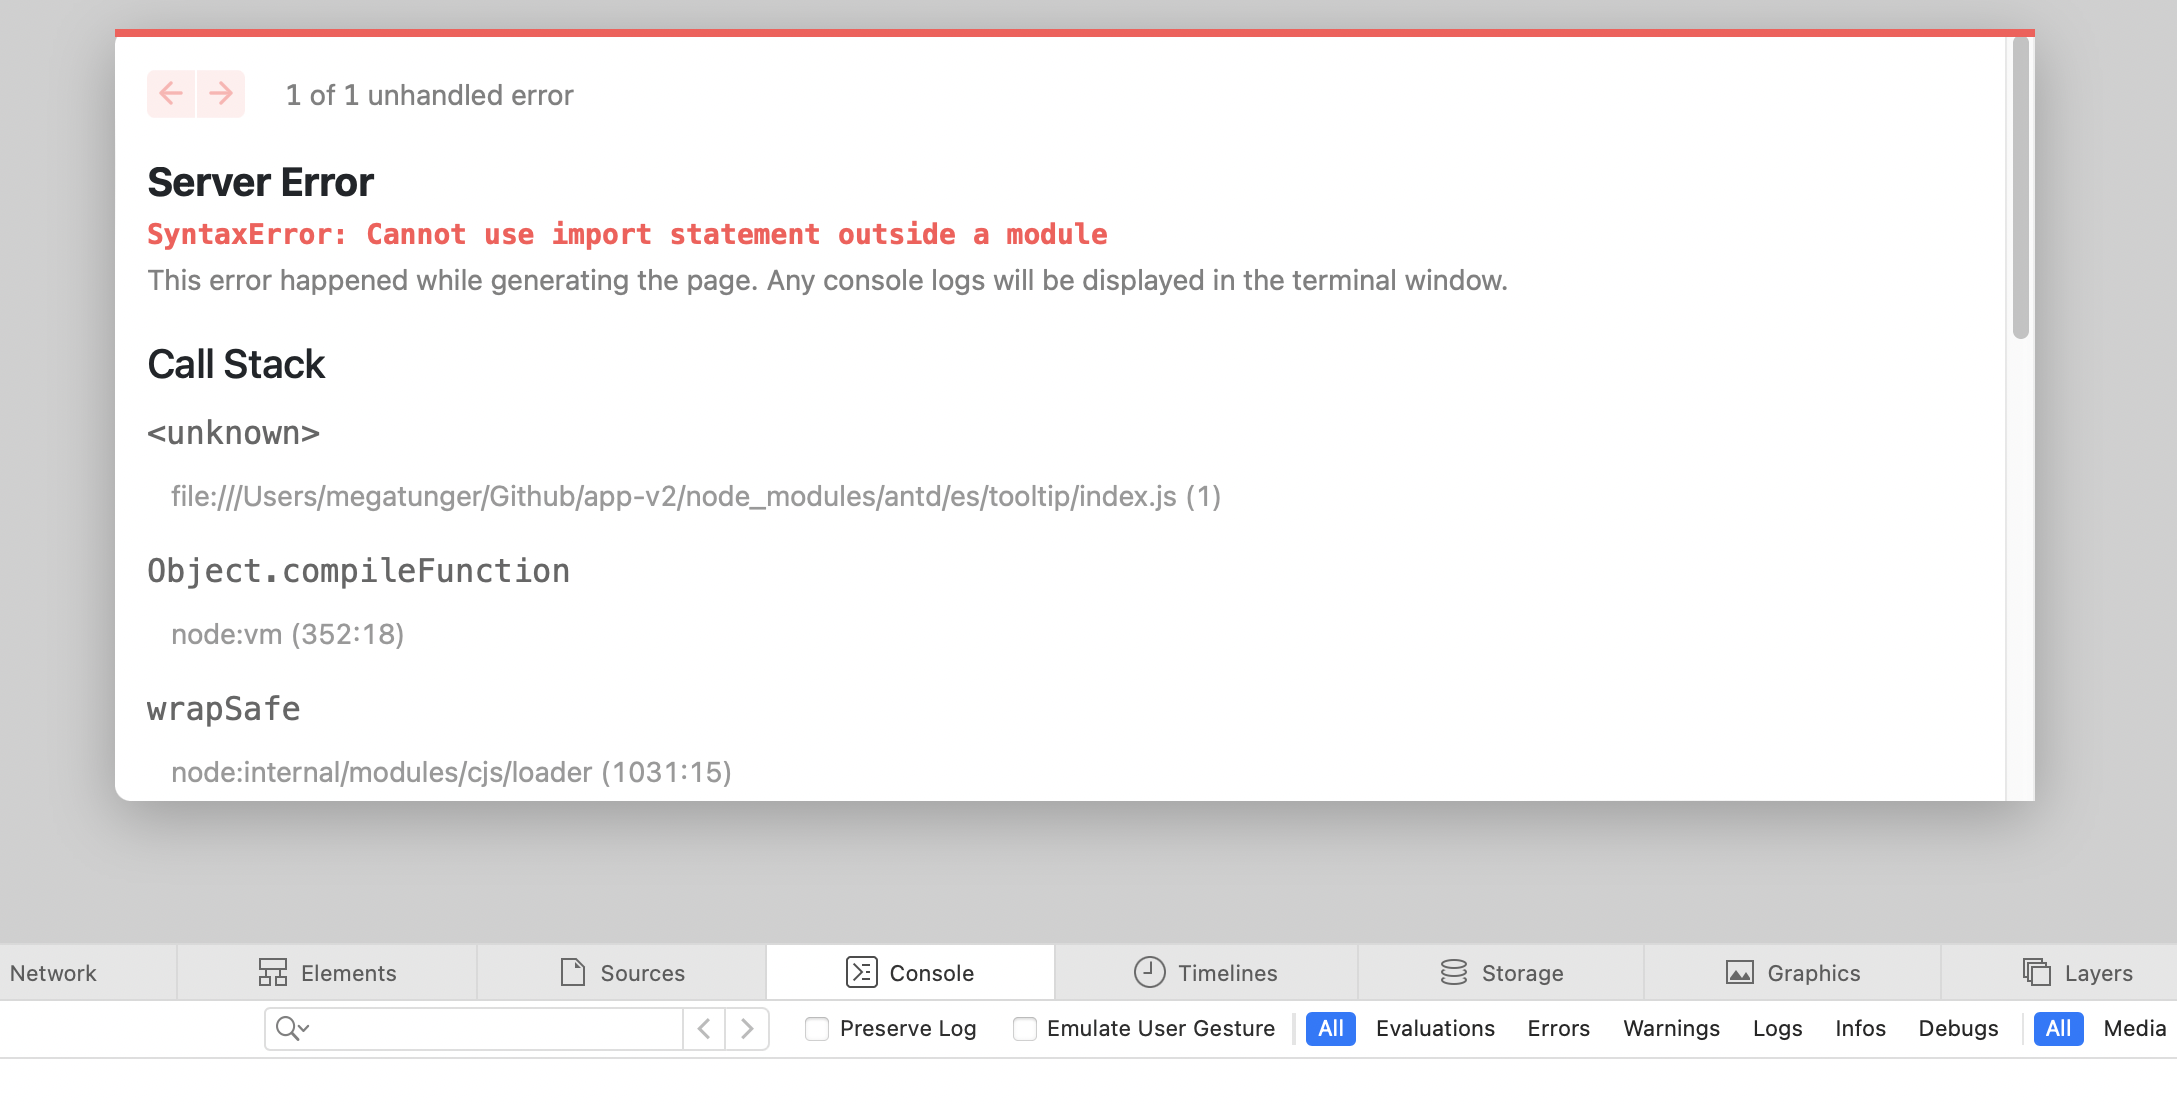 1 of 1 unhandled error
Server Error
SyntaxError: Cannot use import statement outside a module
This error happened while generating the page. Any console logs will be displayed in the terminal window.
Call Stack
<unknown>
file:///Users/megatunger/Github/app-v2/node_modules/antd/es/tooltip/index.js (1)
Object.compileFunction
node:vm (352:18)
wrapSafe
node:internal/modules/cjs/loader (1031:15)
Network Elements Sources Console Timelines Storage Graphics Layers
Preserve Log Emulate User Gesture All Evaluations Errors Warnings Logs Infos Debugs All Media